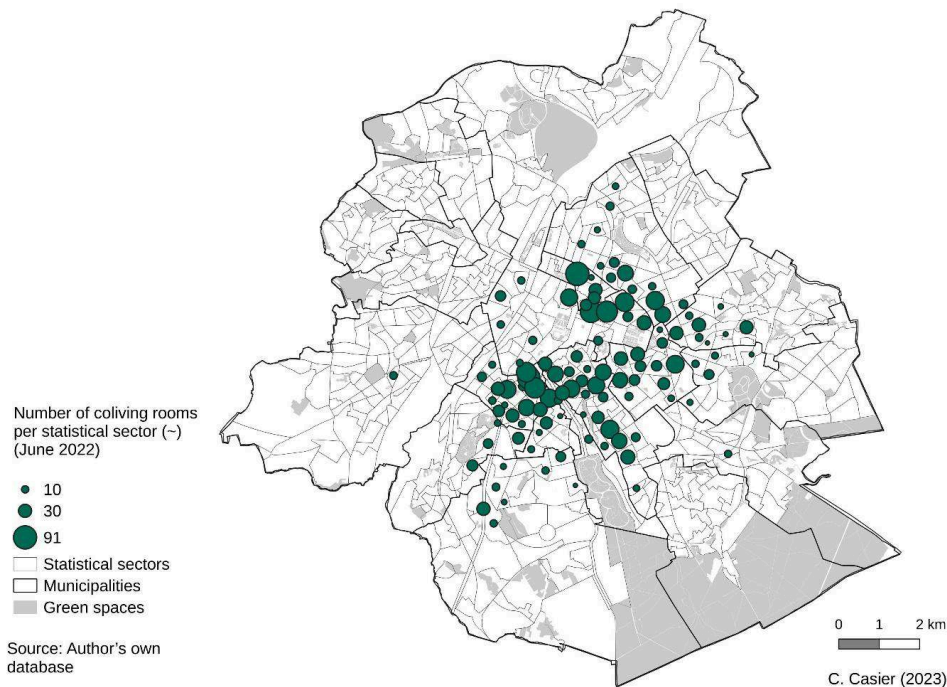 Number of coliving rooms
per statistical sector (~)
(June 2022)
10
30
91
Statistical sectors
Municipalities
Green spaces
Source: Author's own
database
0 1 2 km
C. Casier (2023)